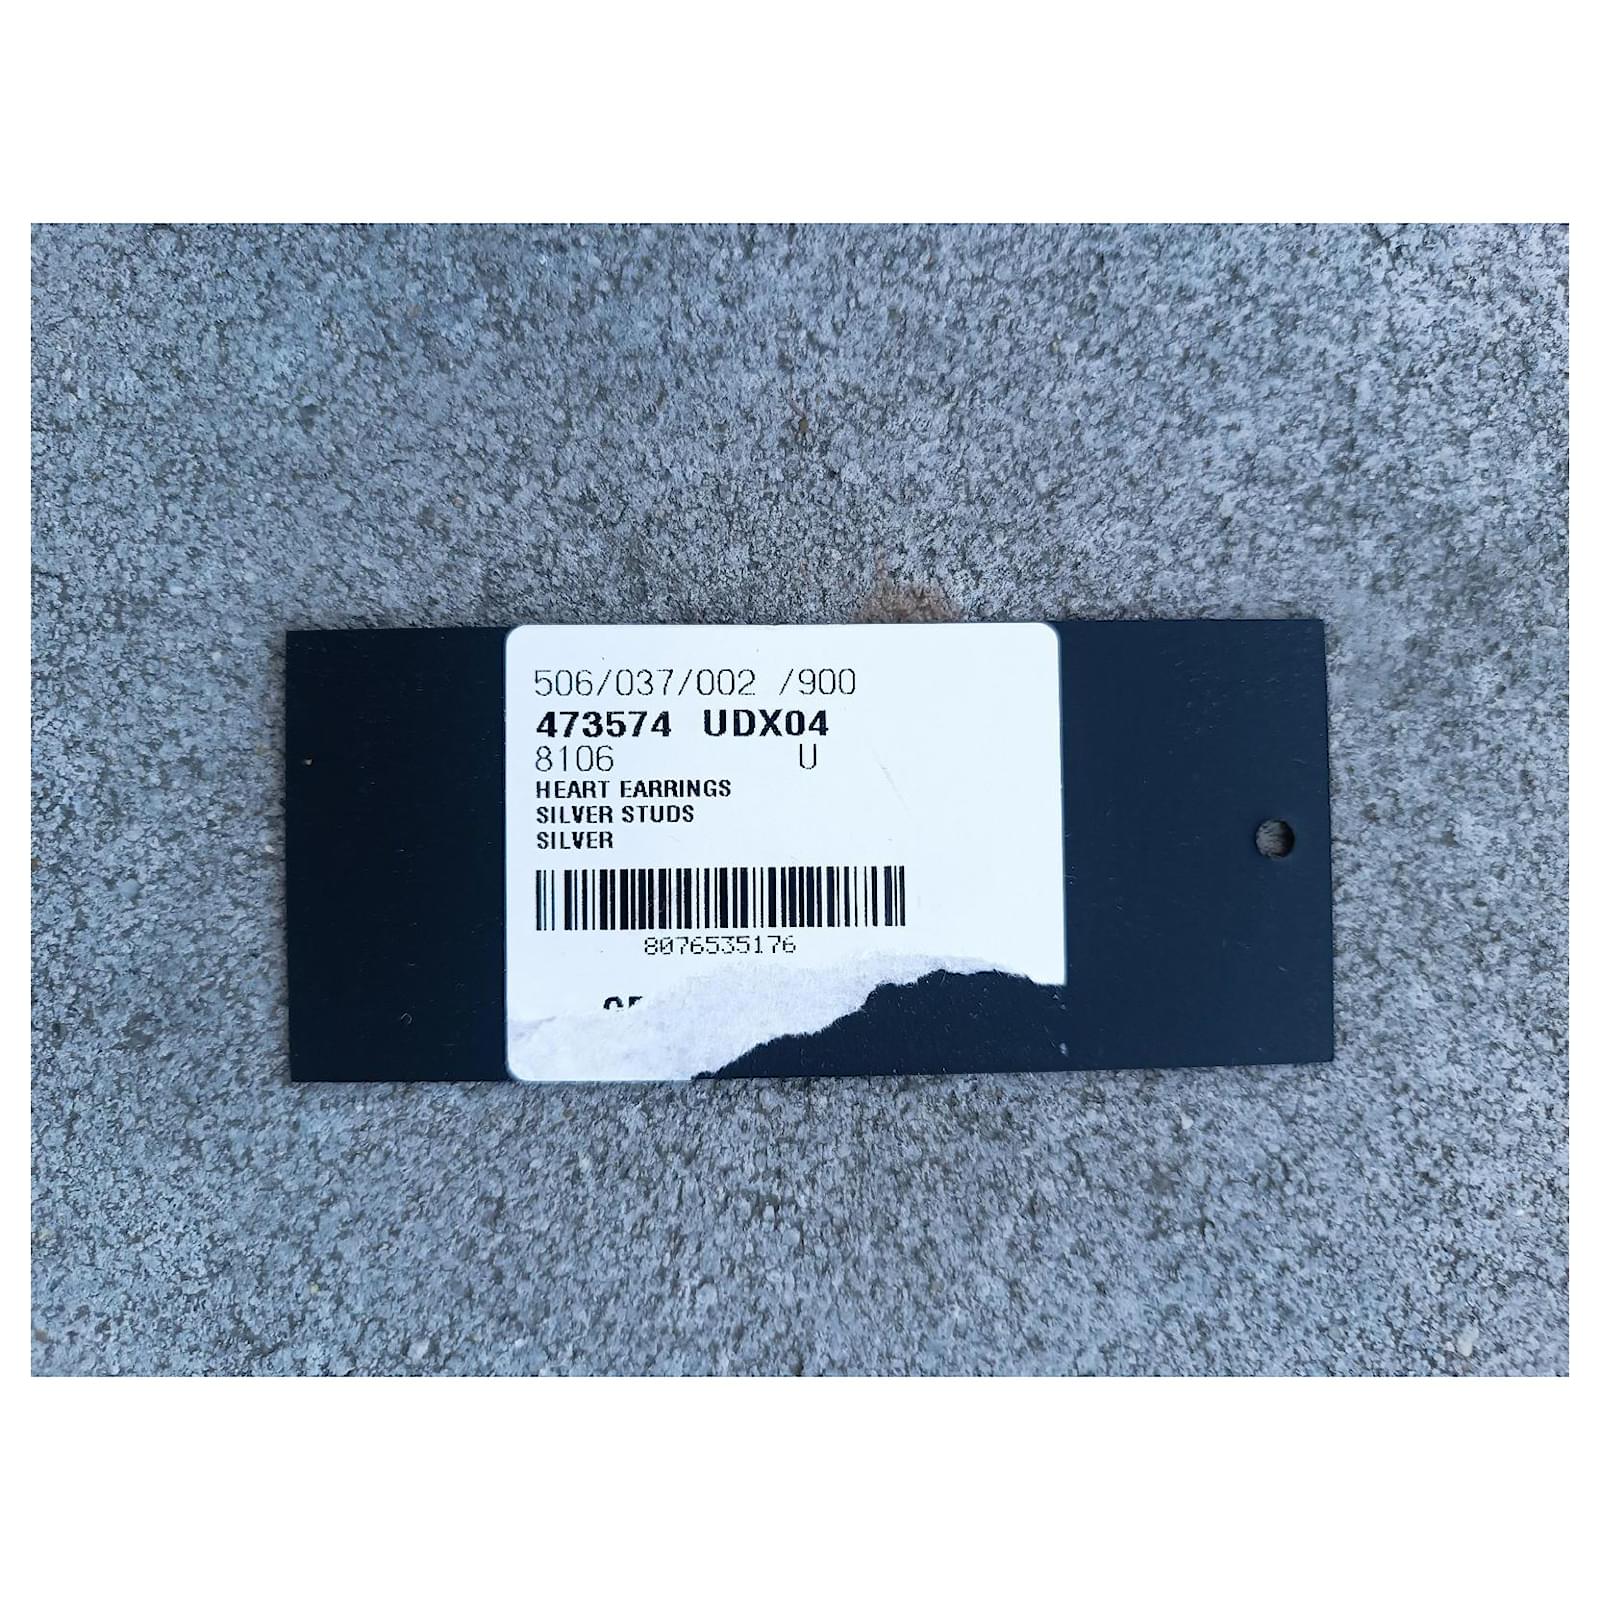 506/037/002 /900
473574 UDX04
8106 U
HEART EARRINGS
SILVER STUDS
SILVER
8076535176